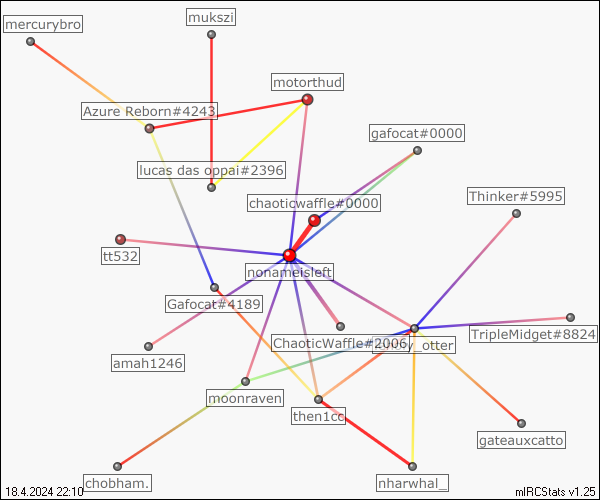 mukszi
mercurybro
motorthud
Azure Reborn#4243
gafocat#0000
lucas das oppai#2396
Thinker#5995
chaoticwaffle#0000
tt532
nonameisleft
Gafocat#4189
TripleMidget#8824
ChaoticWaffle#2006
_otter
amah1246
moonraven
then1cc
gateauxcatto
chobham.
nharwhal_
18.4.2024 22:10
mIRCStats v1.25